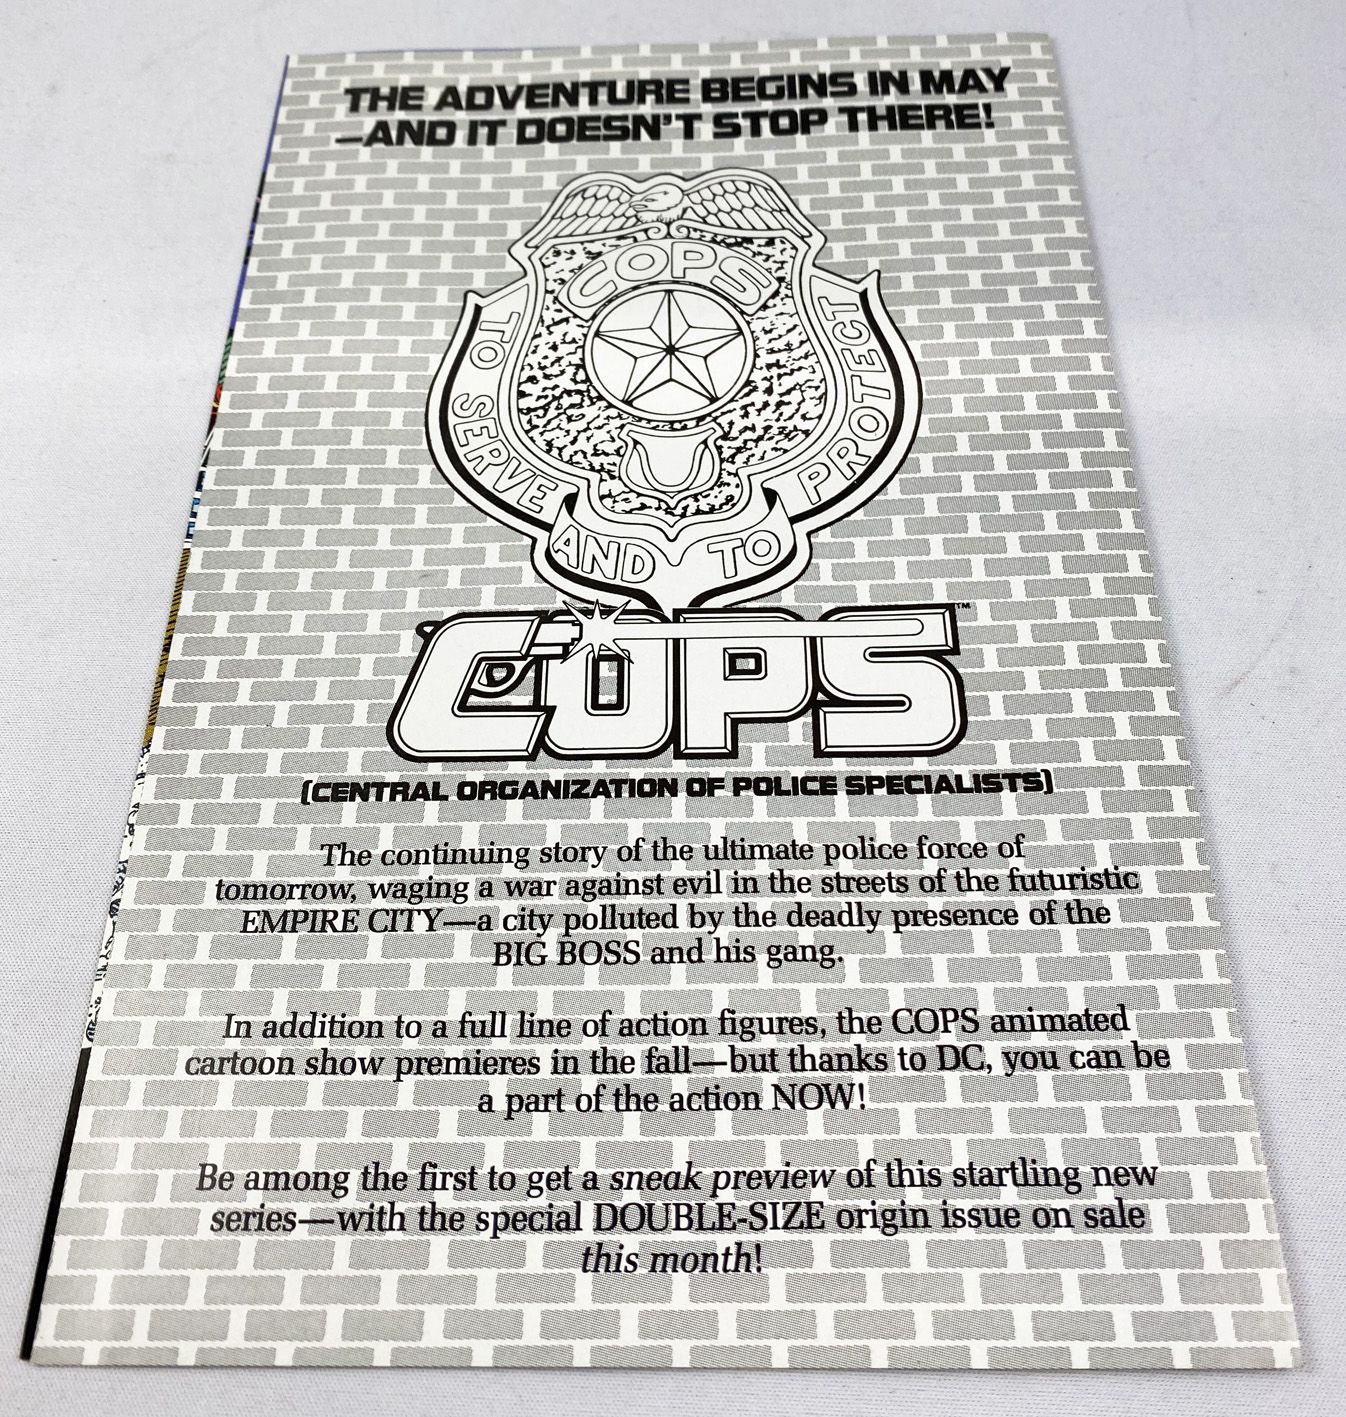 THE ADVENTURE BEGINS IN MAY
—AND IT DOESN'T STOP THERE!
COPS
TO SERVE AND TO PROTECT
COPS™
(CENTRAL ORGANIZATION OF POLICE SPECIALISTS)
The continuing story of the ultimate police force of
tomorrow, waging a war against evil in the streets of the futuristic
EMPIRE CITY—a city polluted by the deadly presence of the
BIG BOSS and his gang.
In addition to a full line of action figures, the COPS animated
cartoon show premieres in the fall—but thanks to DC, you can be
a part of the action NOW!
Be among the first to get a sneak preview of this startling new
series—with the special DOUBLE-SIZE origin issue on sale
this month!